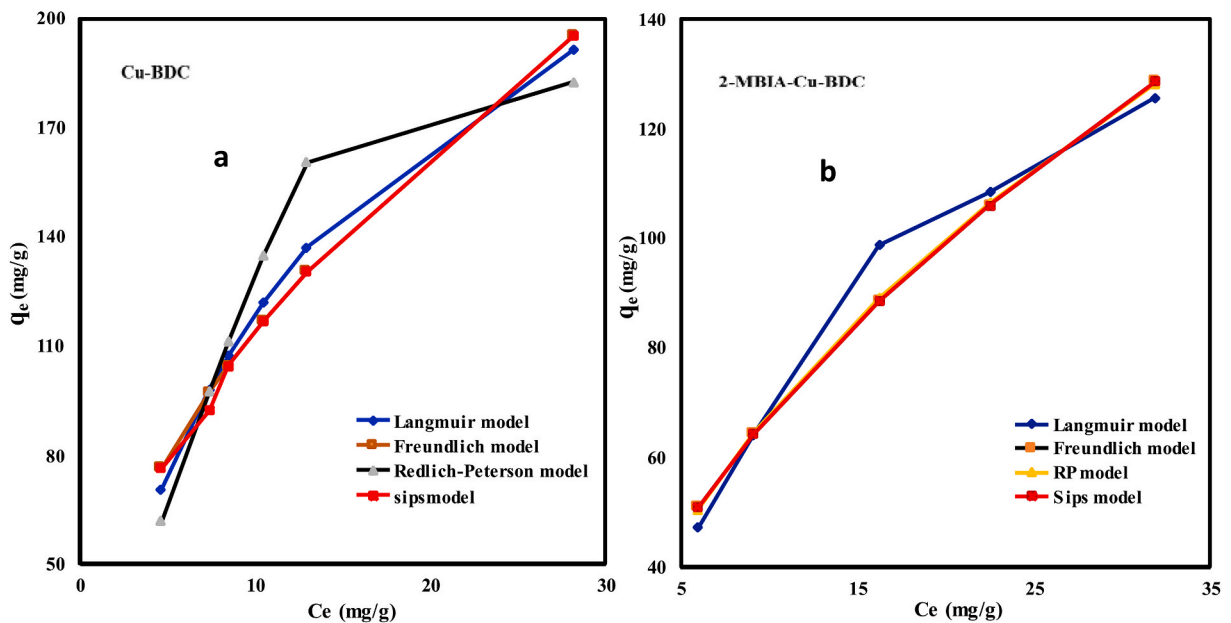 Cu-BDC
a
qe (mg/g)
200
170
140
110
80
50
0
10
20
30
Ce (mg/g)
Langmuir model
Freundlich model
Redlich-Peterson model
sipsmodel
2-MBIA-Cu-BDC
b
qe (mg/g)
140
120
100
80
60
40
5
15
25
35
Ce (mg/g)
Langmuir model
Freundlich model
RP model
Sips model